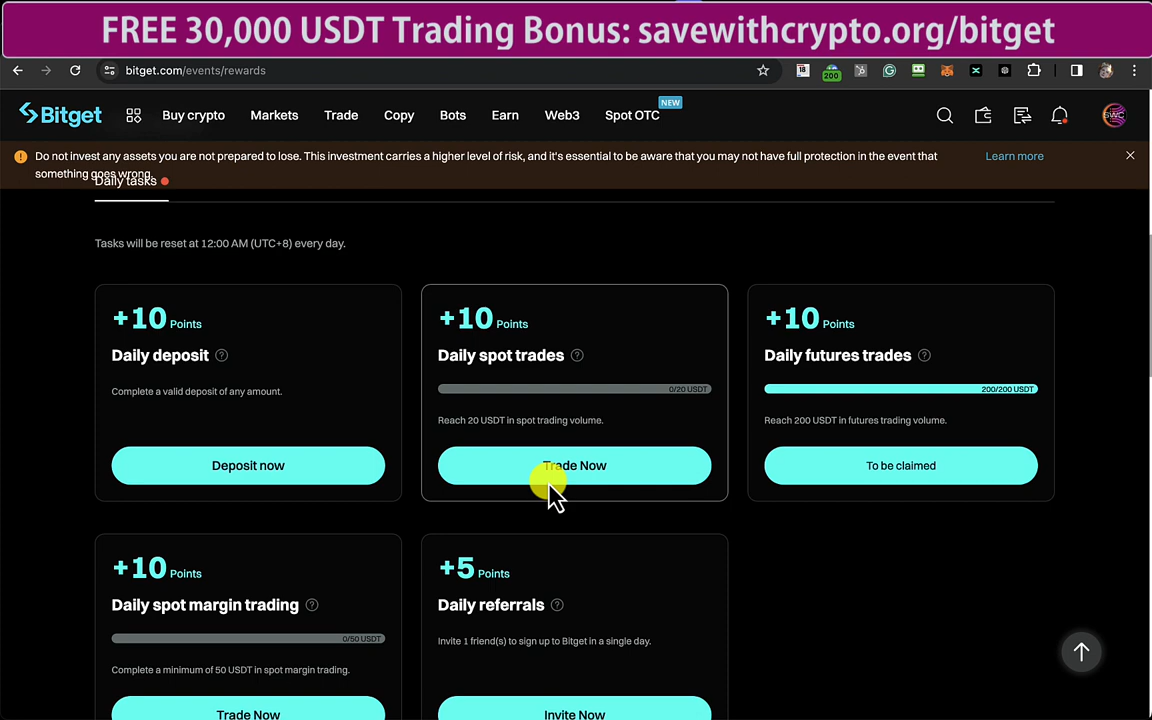 FREE 30,000 USDT Trading Bonus: savewithcrypto.org/bitget
bitget.com/events/rewards
18
200
Bitget
Buy crypto
Markets
Trade
Copy
Bots
Earn
Web3
Spot OTC
NEW
SWC
Do not invest any assets you are not prepared to lose. This investment carries a higher level of risk, and it's essential to be aware that you may not have full protection in the event that
something goes wrong.
Learn more
Daily tasks
Tasks will be reset at 12:00 AM (UTC+8) every day.
+10 Points
Daily deposit
Complete a valid deposit of any amount.
Deposit now
+10 Points
Daily spot trades
0/20 USDT
Reach 20 USDT in spot trading volume.
Trade Now
+10 Points
Daily futures trades
200/200 USDT
Reach 200 USDT in futures trading volume.
To be claimed
+10 Points
Daily spot margin trading
0/50 USDT
Complete a minimum of 50 USDT in spot margin trading.
Trade Now
+5 Points
Daily referrals
Invite 1 friend(s) to sign up to Bitget in a single day.
Invite Now